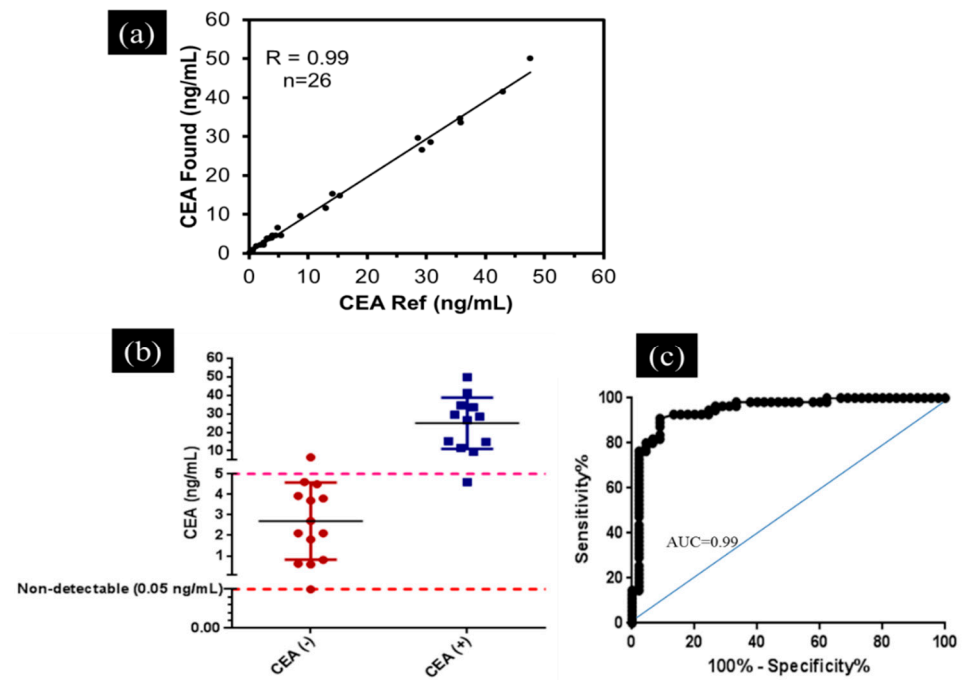 (a)
R = 0.99
n=26
CEA Found (ng/mL)
60
50
40
30
20
10
0
0 10 20 30 40 50 60
CEA Ref (ng/mL)
(b)
CEA (ng/mL)
60
50
40
30
20
10
5
4
3
2
1
Non-detectable (0.05 ng/mL)
0.00
CEA (-) CEA (+)
(c)
Sensitivity%
100
80
60
40
20
0
AUC=0.99
0 20 40 60 80 100
100% - Specificity%